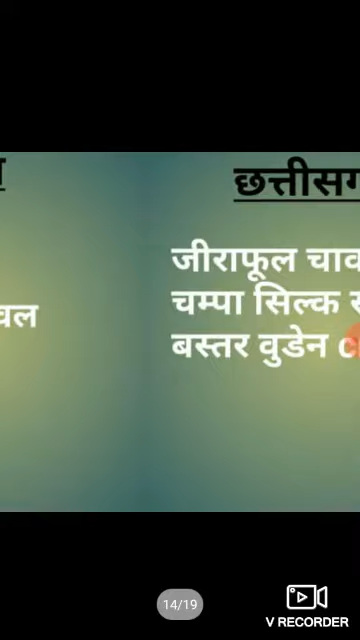 छत्तीसग
वल
जीराफूल चाव
चम्पा सिल्क
बस्तर वुडेन c
14/19
V RECORDER